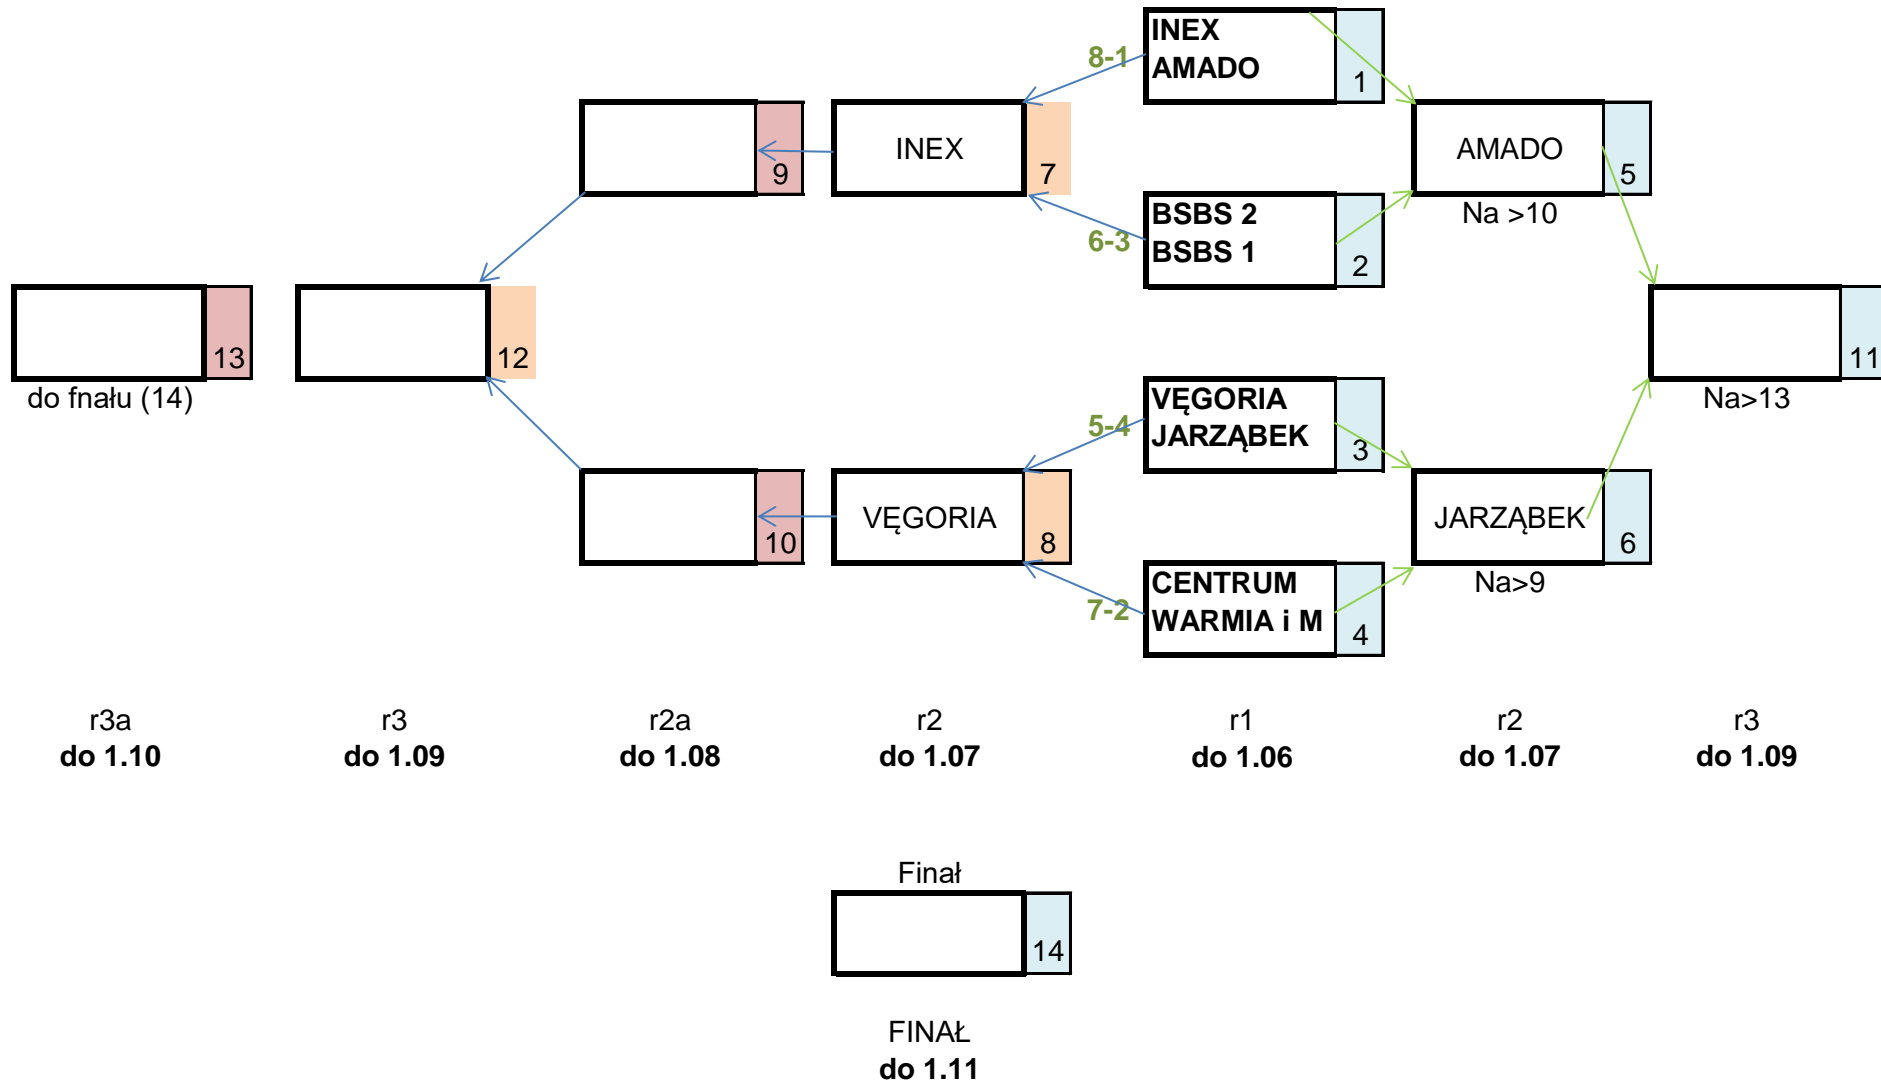 INEX
8-1
AMADO
1
INEX
AMADO
9
7
5
BSBS 2
Na >10
6-3
BSBS 1
2
13
12
11
do fnału (14)
VĘGORIA
Na>13
5-4
JARZĄBEK
3
VĘGORIA
JARZĄBEK
10
8
6
CENTRUM
Na>9
7-2
WARMIA i M
4
r3a
r3
r2a
r2
r1
r2
r3
do 1.10
do 1.09
do 1.08
do 1.07
do 1.06
do 1.07
do 1.09
Finał
14
FINAŁ
do 1.11